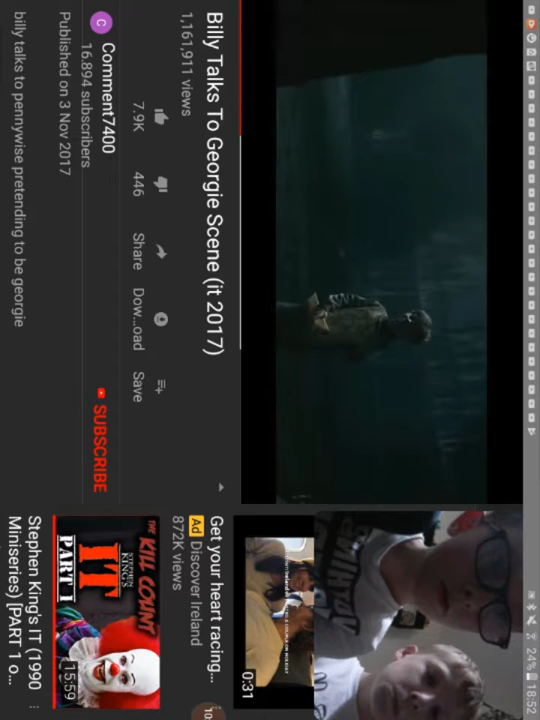 24% 18:52
Billy Talks To Georgie Scene (it 2017)
1,161,911 views
7.9K
446
Share
Dow...oad
Save
C
Comment7400
16.894 subscribers
SUBSCRIBE
Published on 3 Nov 2017
billy talks to pennywise pretending to be georgie
0:31
Get your heart racing...
Ad Discover Ireland
872K views
THE KILL COUNT
STEPHEN KING'S
IT
PART 1
15:59
Stephen King's IT (1990
Miniseries) [PART 1 o...